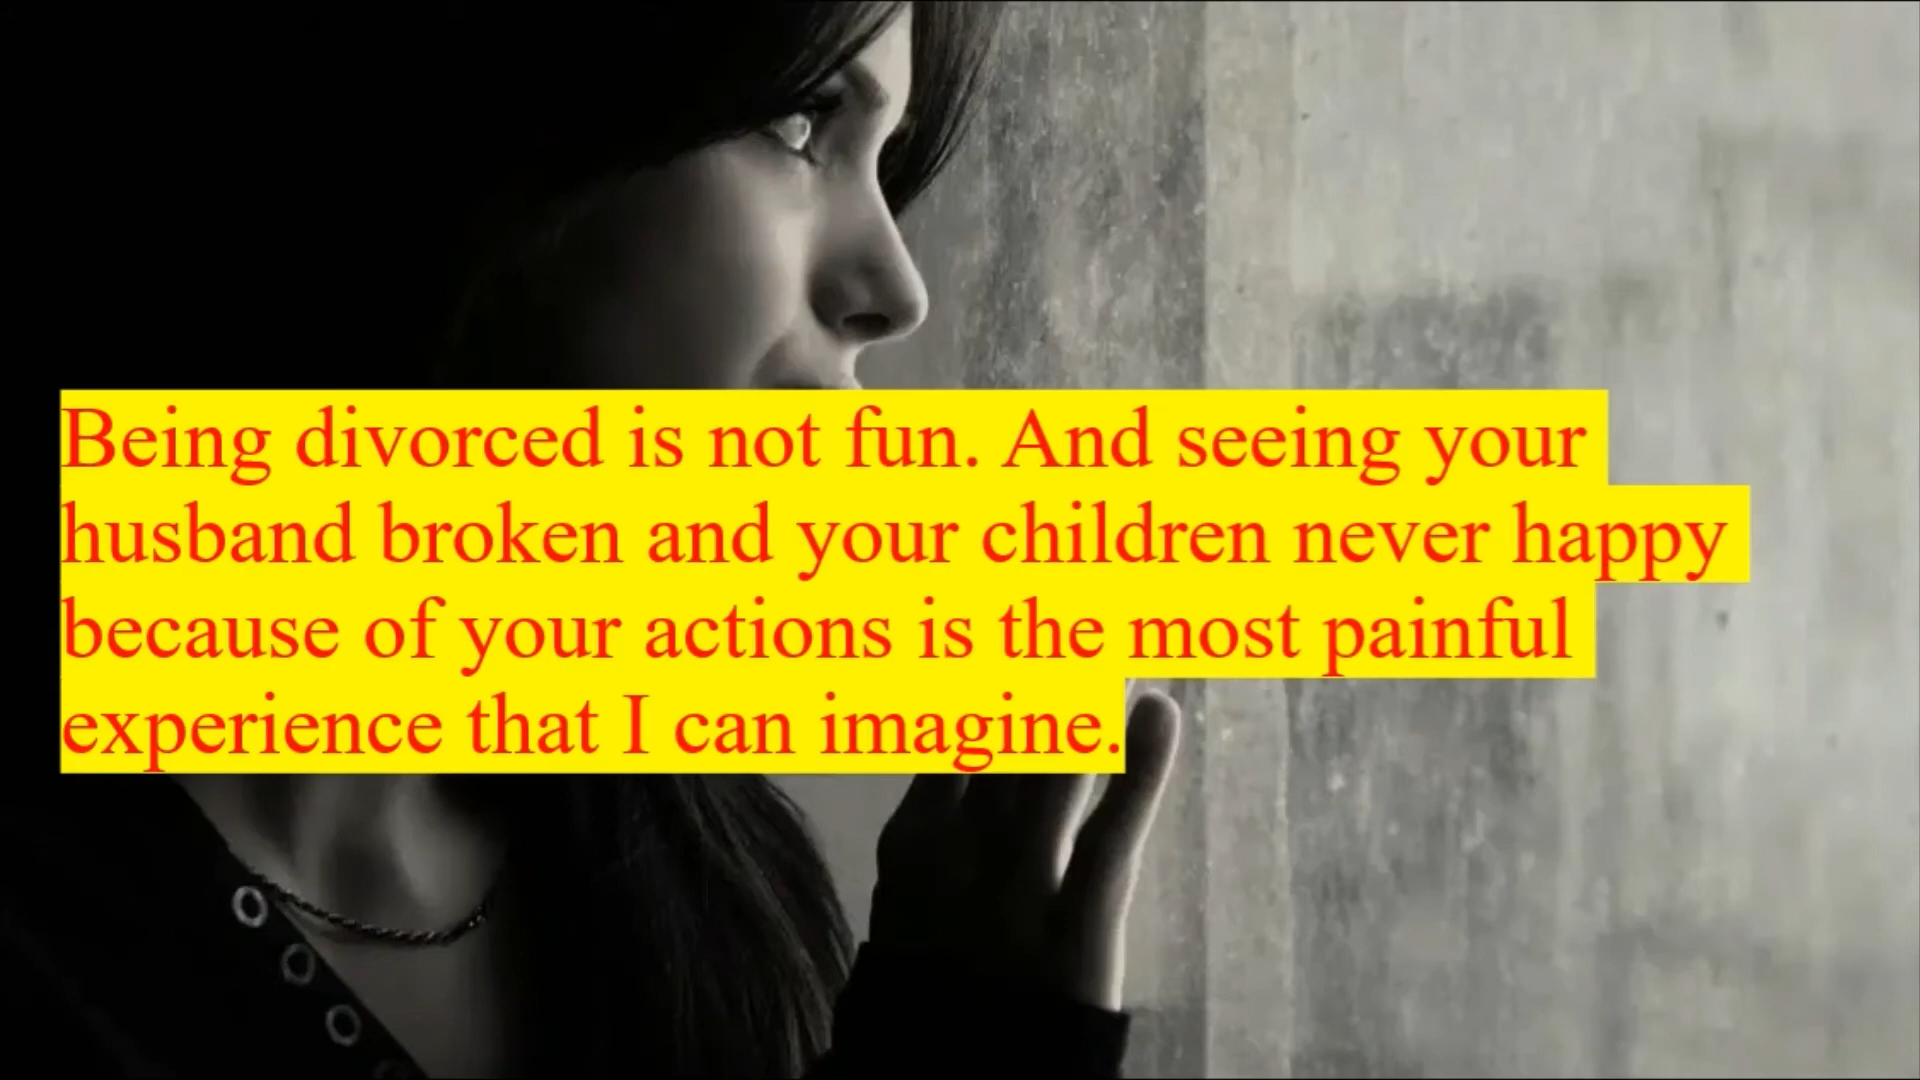 Being divorced is not fun. And seeing your
husband broken and your children never happy
because of your actions is the most painful
experience that I can imagine.